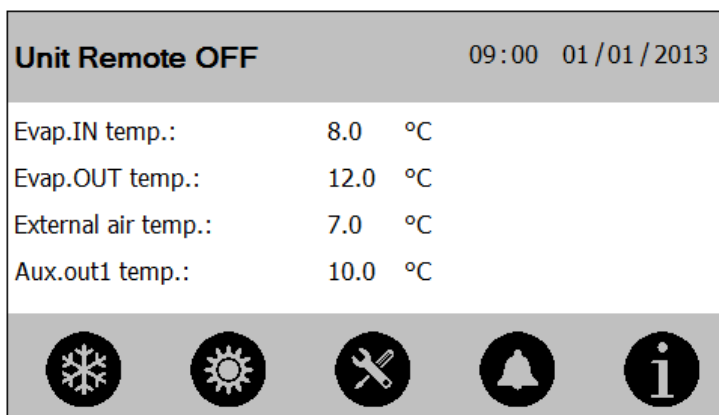 Unit Remote OFF 09:00 01/01/2013
Evap.IN temp.: 8.0 °C
Evap.OUT temp.: 12.0 °C
External air temp.: 7.0 °C
Aux.out1 temp.: 10.0 °C
i